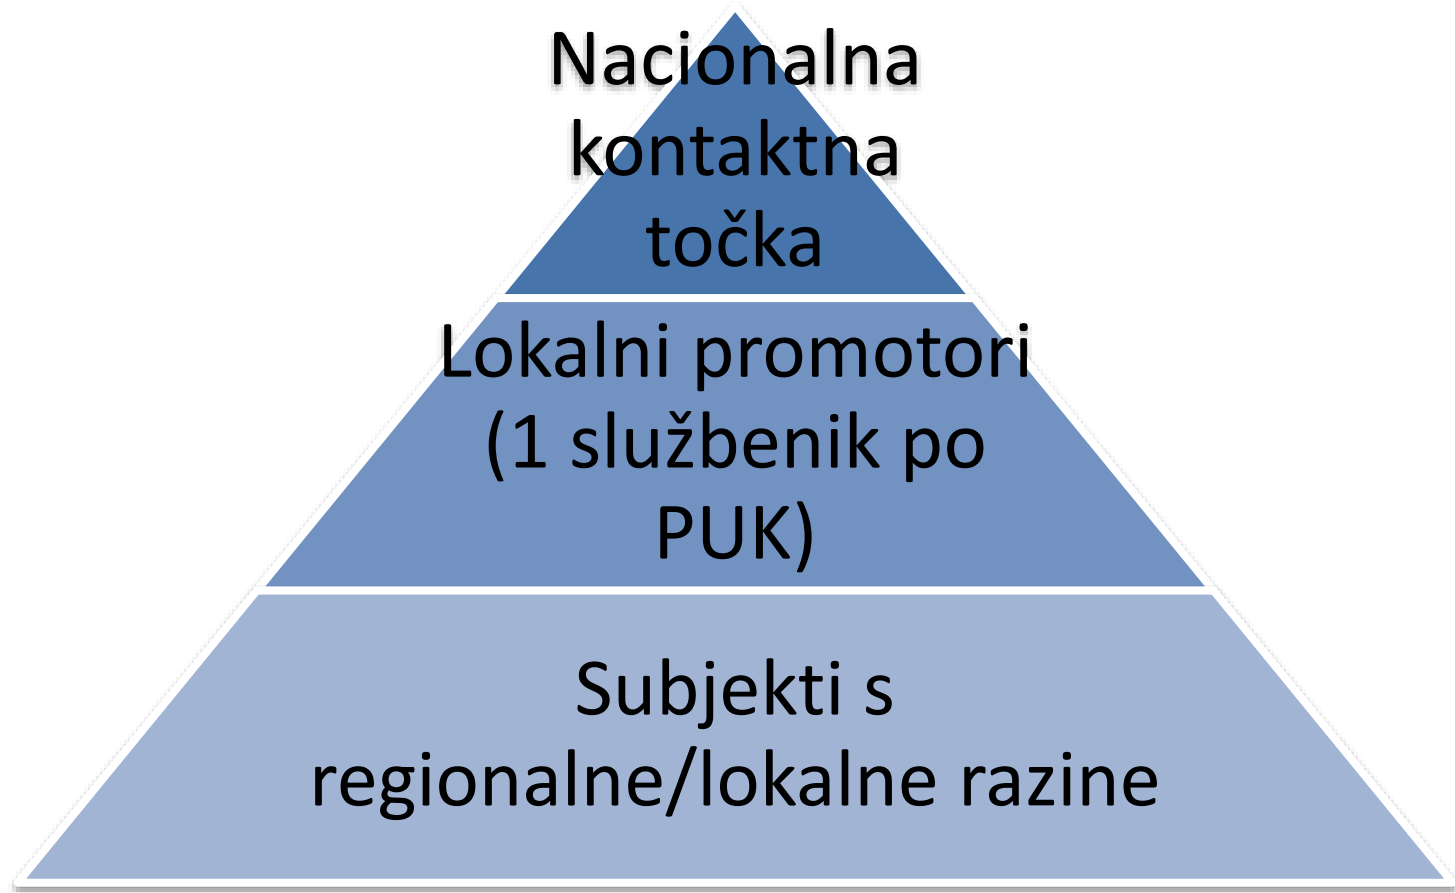 Nacionalna
kontaktna
točka
Lokalni promotori
(1 službenik po
PUK)
Subjekti s
regionalne/lokalne razine